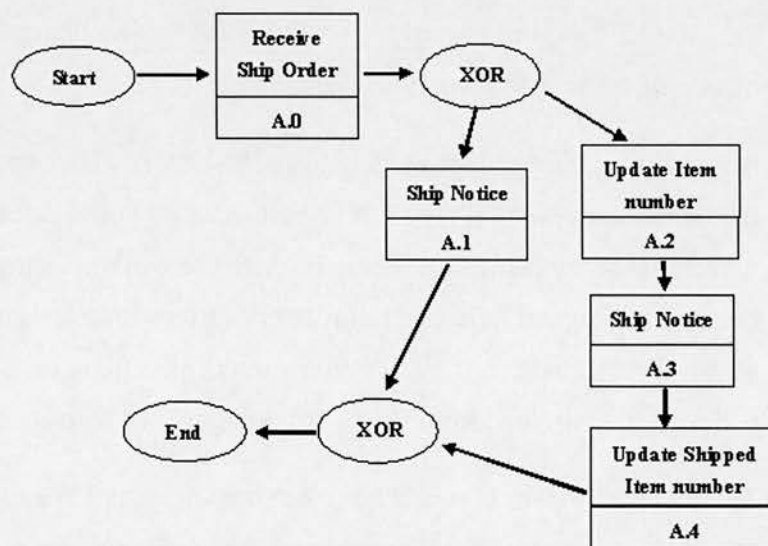 Start
Receive
Ship Order
A.0
XOR
Ship Notice
A.1
Update Item
number
A.2
Ship Notice
A.3
Update Shipped
Item number
A.4
XOR
End